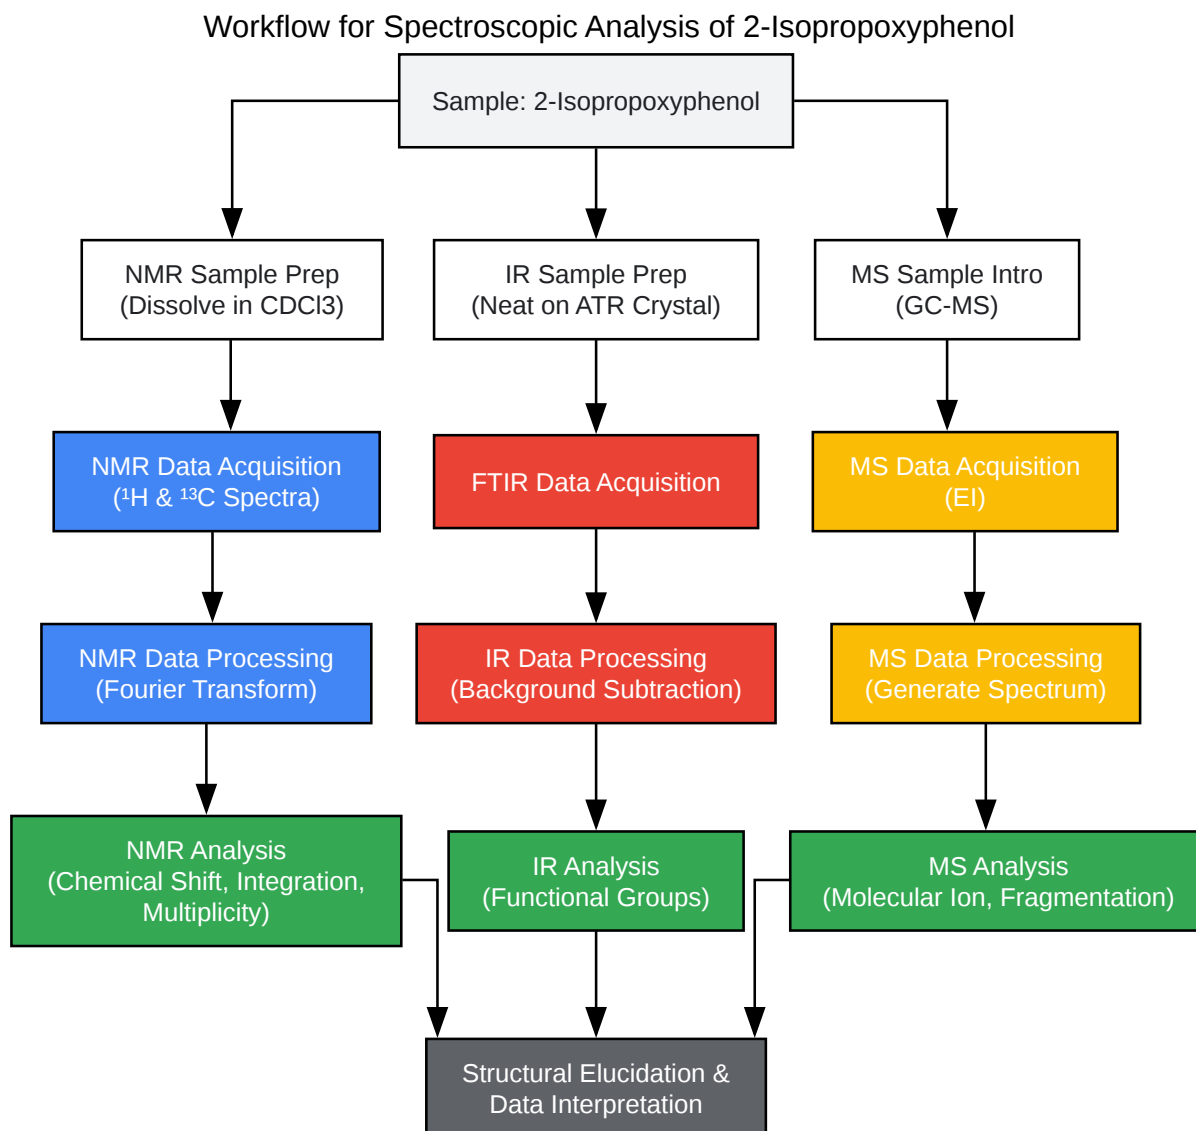 Workflow for Spectroscopic Analysis of 2-Isopropoxyphenol
Sample: 2-Isopropoxyphenol
NMR Sample Prep
(Dissolve in CDCl3)
IR Sample Prep
(Neat on ATR Crystal)
MS Sample Intro
(GC-MS)
NMR Data Acquisition
(¹H & ¹³C Spectra)
FTIR Data Acquisition
MS Data Acquisition
(EI)
NMR Data Processing
(Fourier Transform)
IR Data Processing
(Background Subtraction)
MS Data Processing
(Generate Spectrum)
NMR Analysis
(Chemical Shift, Integration,
Multiplicity)
IR Analysis
(Functional Groups)
MS Analysis
(Molecular Ion, Fragmentation)
Structural Elucidation &
Data Interpretation